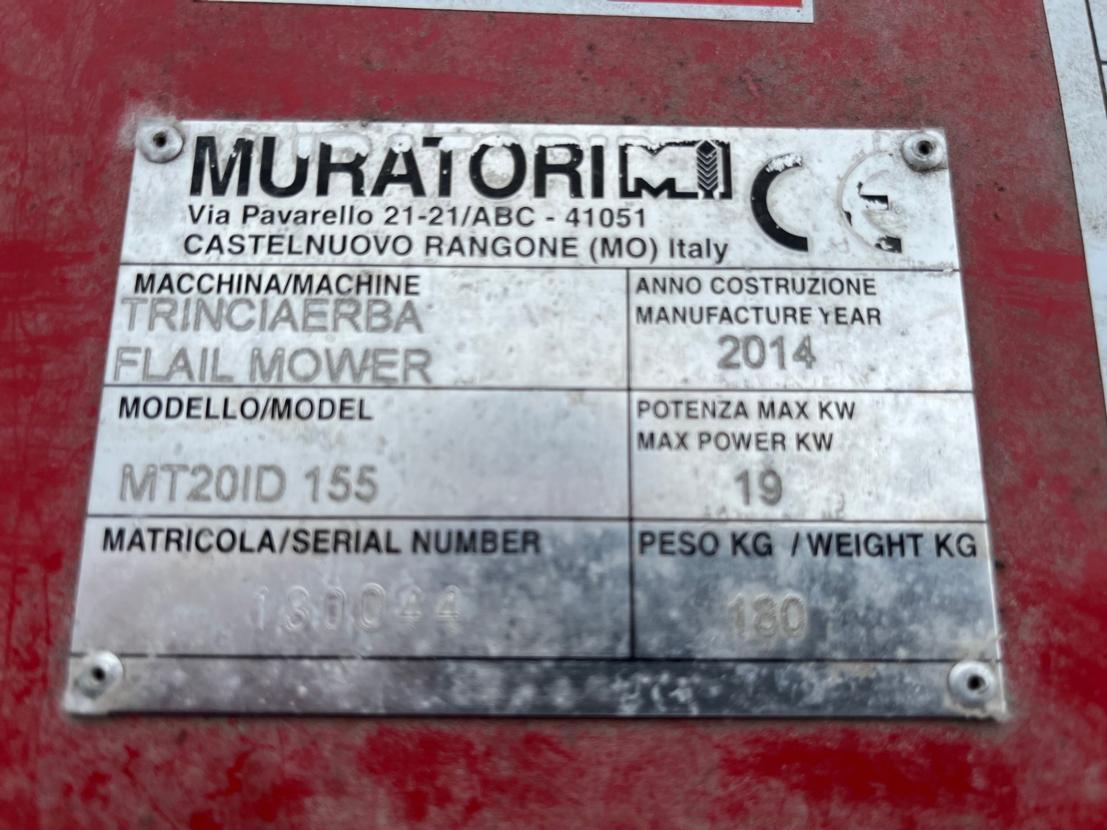 MURATORI
Via Pavarello 21-21/ABC - 41051
CASTELNUOVO RANGONE (MO) Italy
CE
MACCHINA/MACHINE
TRINCIAERBA
FLAIL MOWER
ANNO COSTRUZIONE
MANUFACTURE YEAR
2014
MODELLO/MODEL
MT20ID 155
POTENZA MAX KW
MAX POWER KW
19
MATRICOLA/SERIAL NUMBER
PESO KG / WEIGHT KG
180